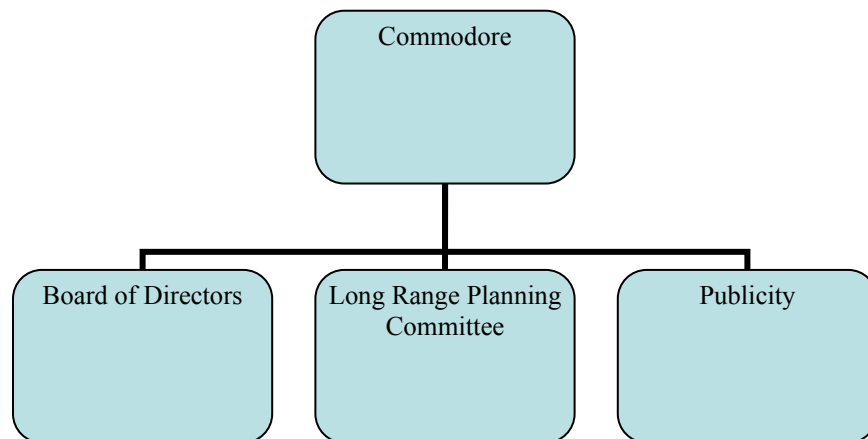 Commodore
Board of Directors
Long Range Planning
Committee
Publicity